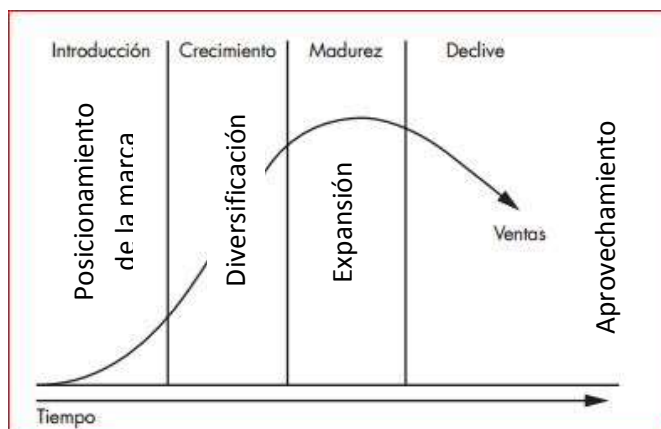 Introducción
Crecimiento
Madurez
Declive
Posicionamiento
de la marca
Diversificación
Expansión
Aprovechamiento
Ventas
Tiempo